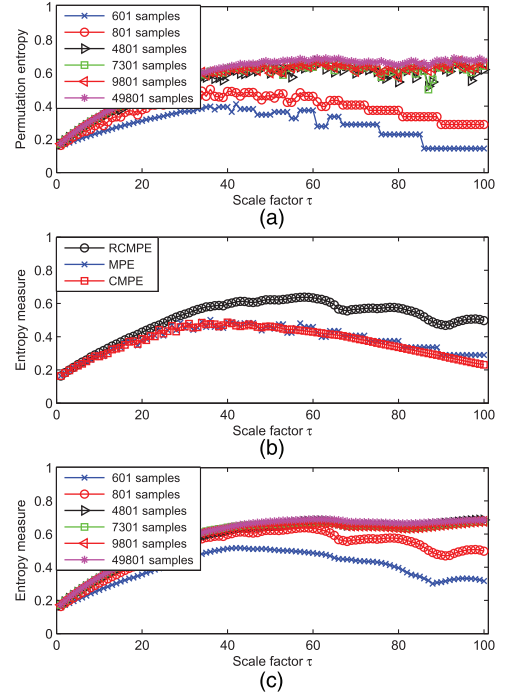 1
0.8
0.6
0.4
0.2
0
Permutation entropy
601 samples
801 samples
4801 samples
7301 samples
9801 samples
49801 samples
0 20 40 60 80 100
Scale factor τ
(a)
1
0.8
0.6
0.4
0.2
0
Entropy measure
RCMPE
MPE
CMPE
0 20 40 60 80 100
Scale factor τ
(b)
1
0.8
0.6
0.4
0.2
0
Entropy measure
601 samples
801 samples
4801 samples
7301 samples
9801 samples
49801 samples
0 20 40 60 80 100
Scale factor τ
(c)